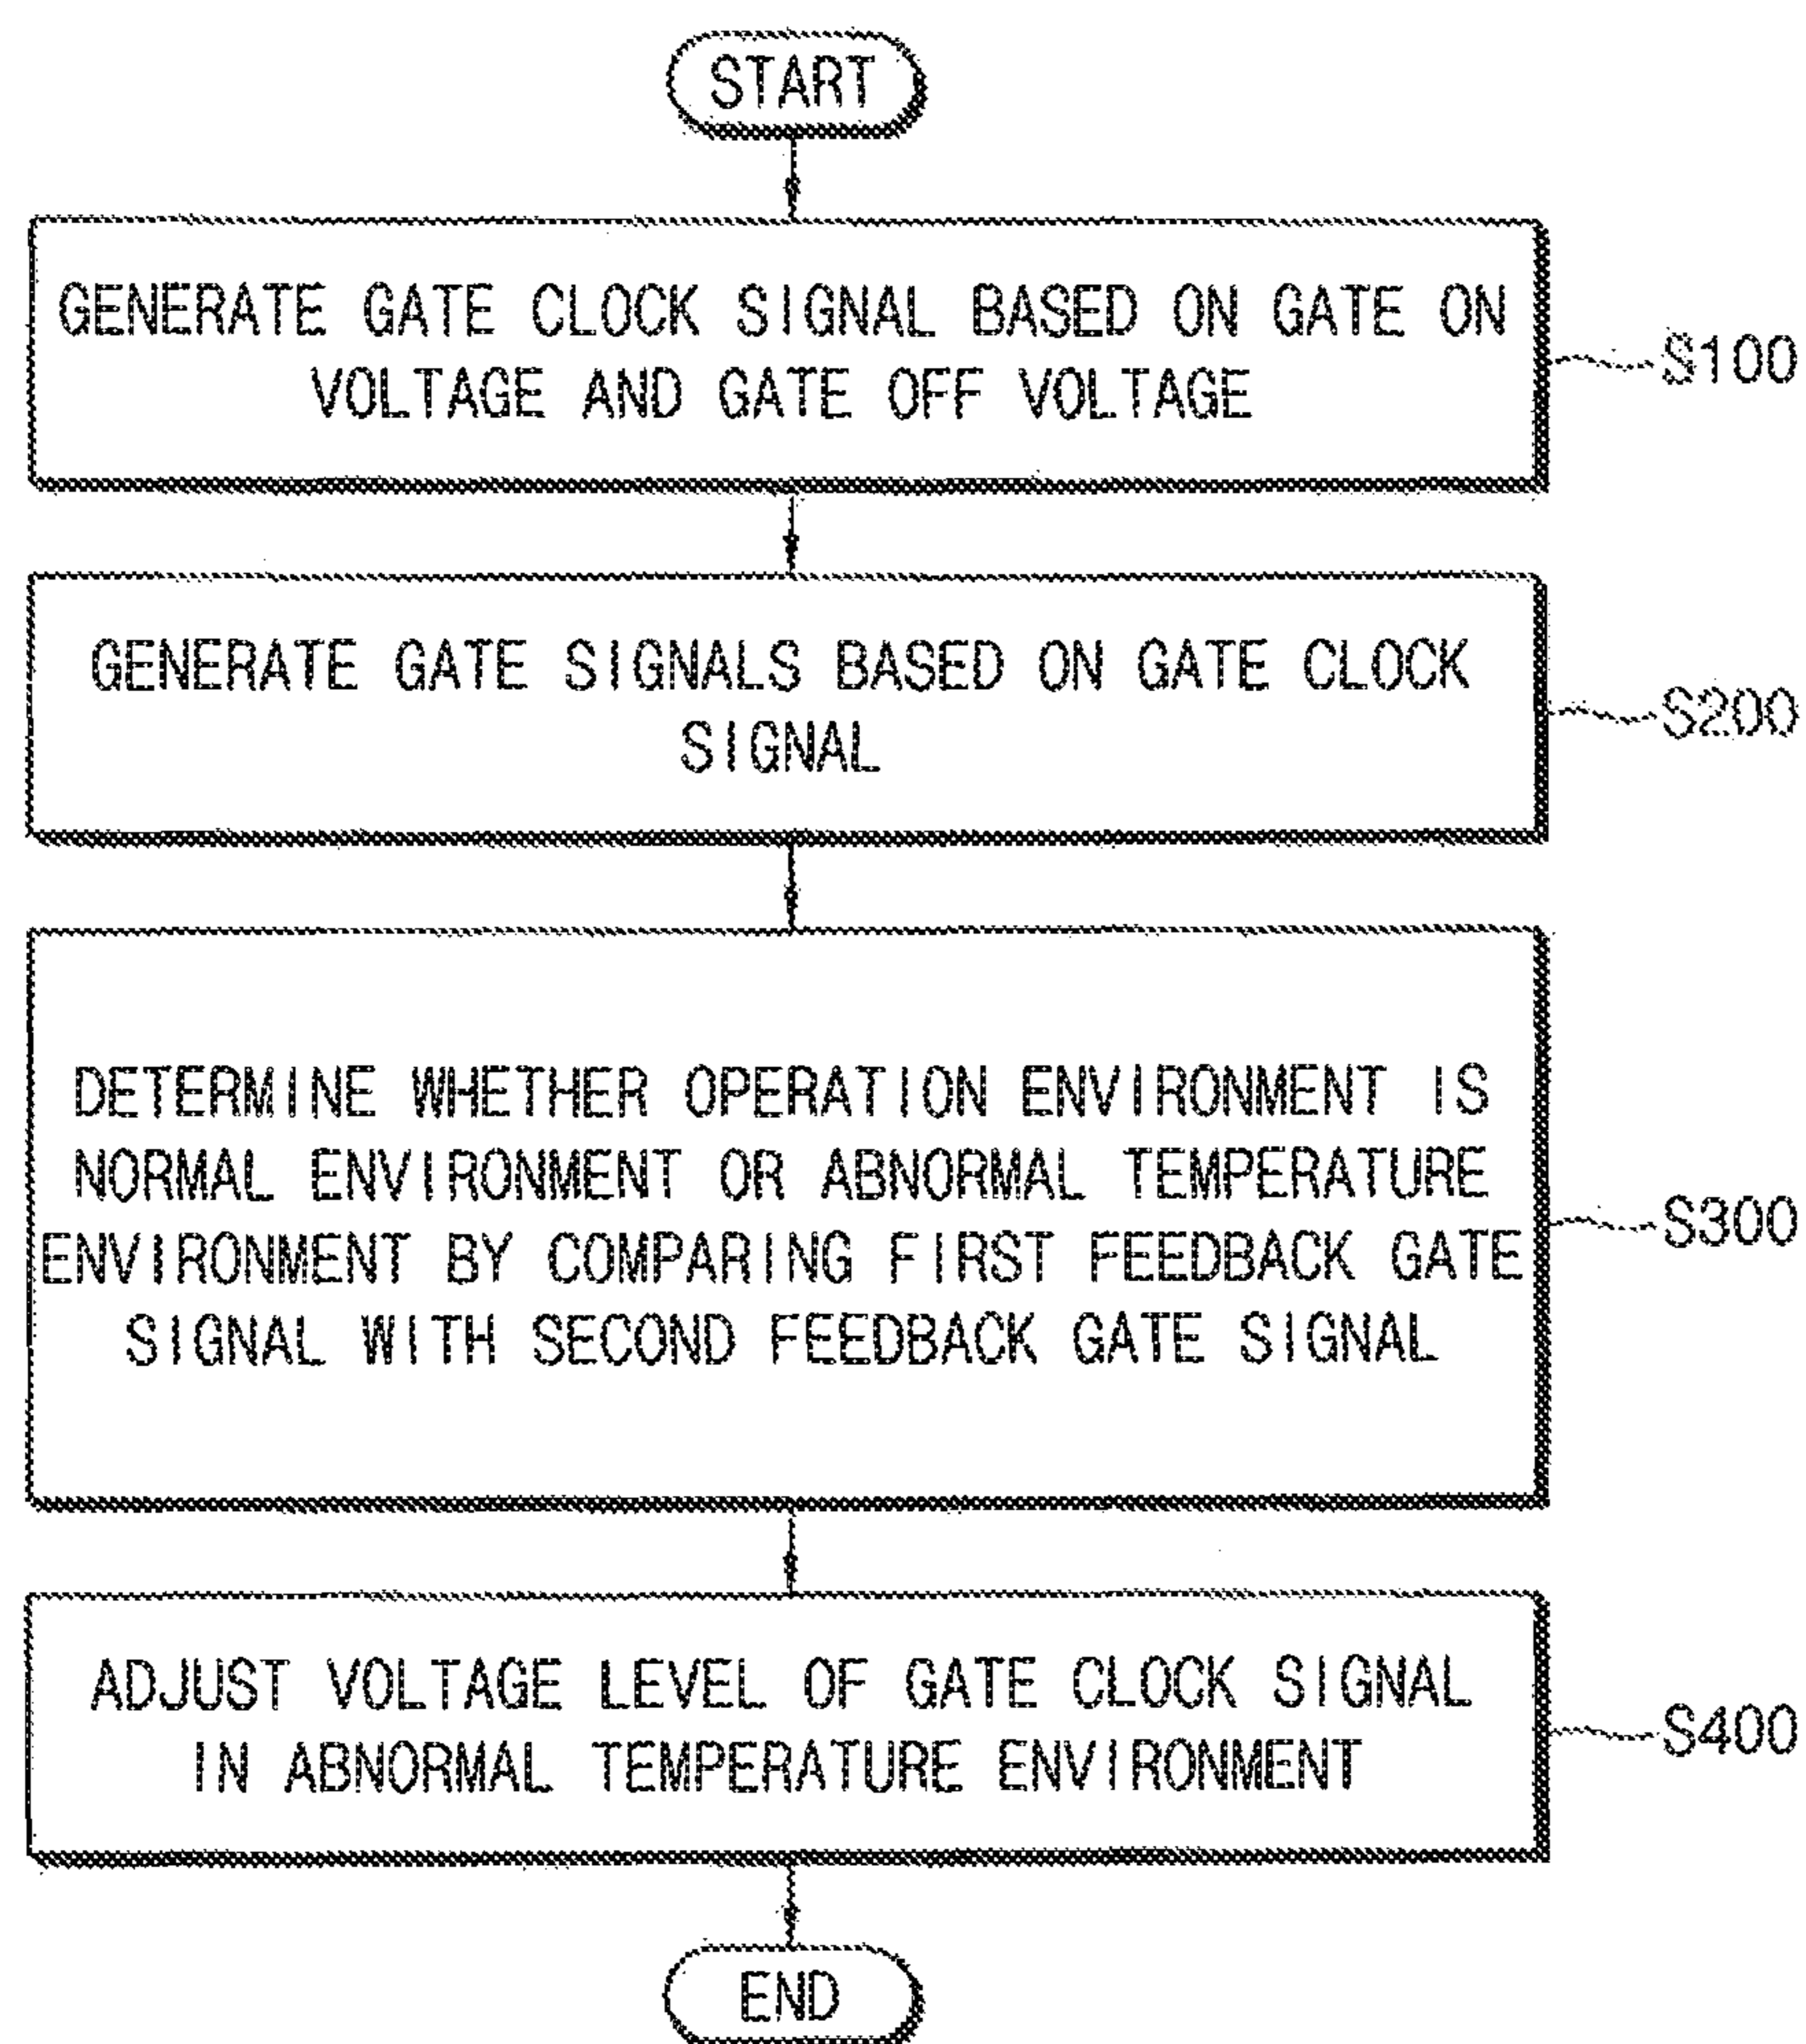 START
GENERATE GATE CLOCK SIGNAL BASED ON GATE ON
VOLTAGE AND GATE OFF VOLTAGE
S100
GENERATE GATE SIGNALS BASED ON GATE CLOCK
SIGNAL
S200
DETERMINE WHETHER OPERATION ENVIRONMENT IS
NORMAL ENVIRONMENT OR ABNORMAL TEMPERATURE
ENVIRONMENT BY COMPARING FIRST FEEDBACK GATE
SIGNAL WITH SECOND FEEDBACK GATE SIGNAL
S300
ADJUST VOLTAGE LEVEL OF GATE CLOCK SIGNAL
IN ABNORMAL TEMPERATURE ENVIRONMENT
S400
END